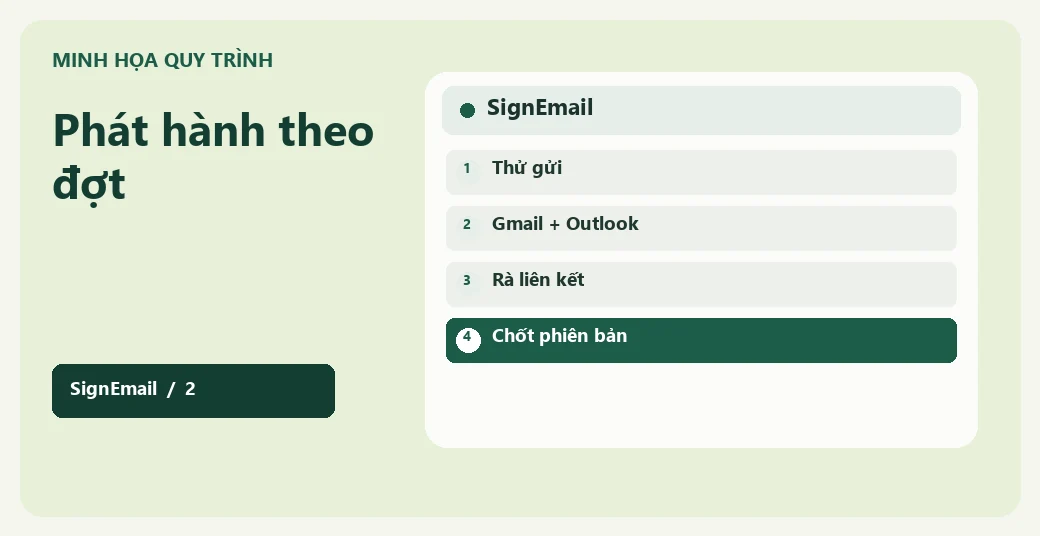 MINH HỌA QUY TRÌNH
Phát hành theo
đợt
SignEmail / 2
SignEmail
1 Thử gửi
2 Gmail + Outlook
3 Rà liên kết
4 Chốt phiên bản